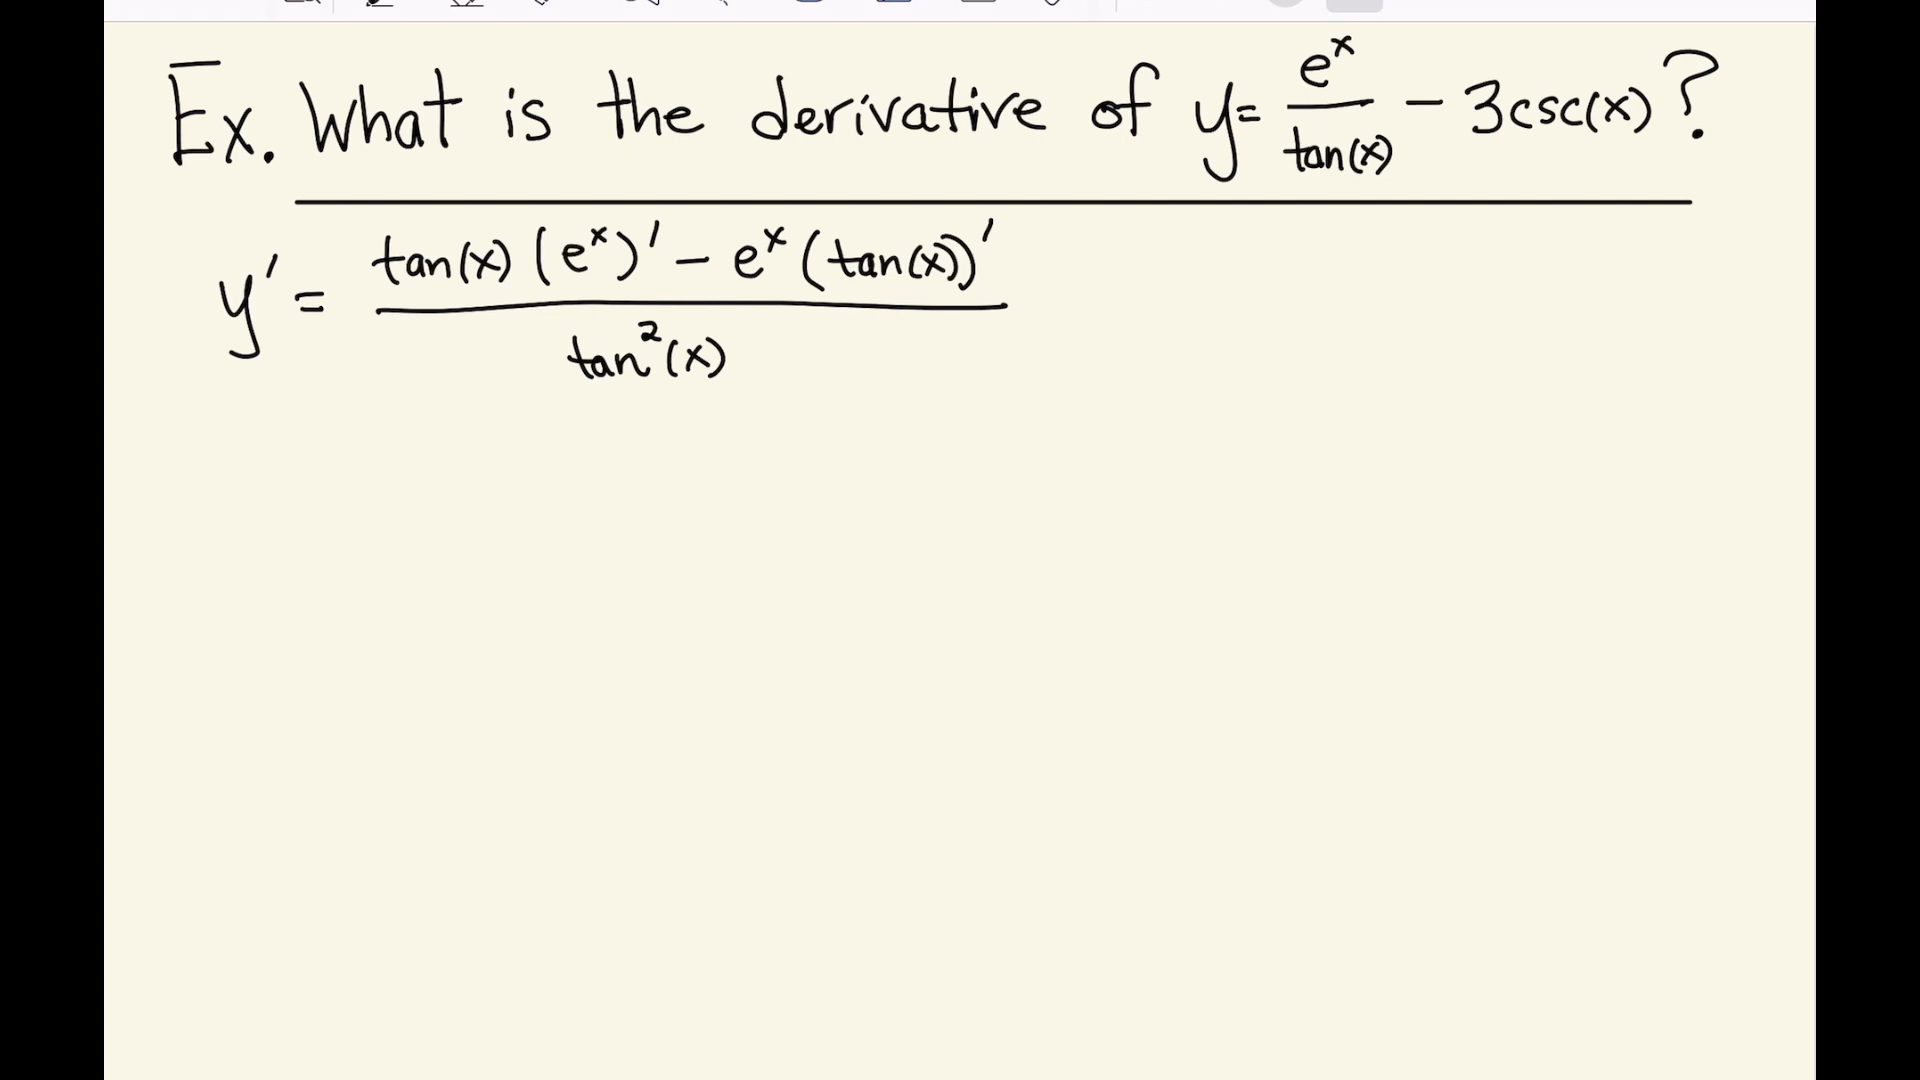 Ex. What is the derivative of y = e^x / tan(x) - 3csc(x)?
y' = (tan(x) (e^x)' - e^x (tan(x))') / tan^2(x)